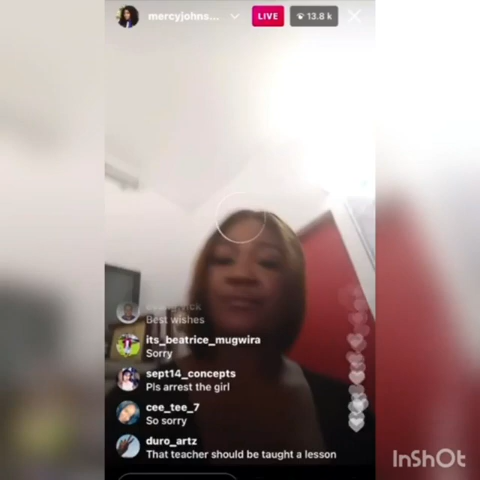 mercyjohns...
LIVE
13.8 k
Best wishes
its_beatrice_mugwira
Sorry
sept14_concepts
Pls arrest the girl
cee_tee_7
So sorry
duro_artz
That teacher should be taught a lesson
InShOt